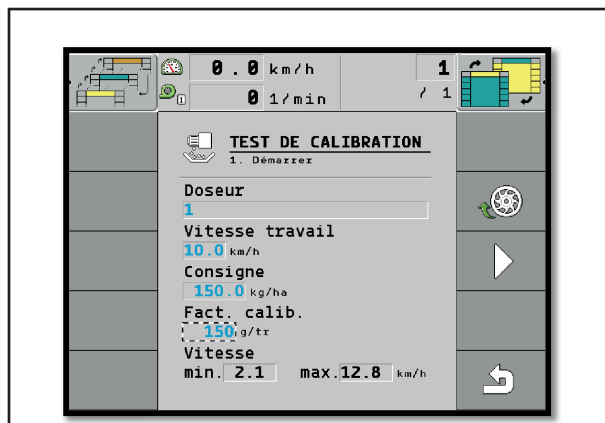 0.0 km/h 1
1 0 1/min / 1
TEST DE CALIBRATION
1. Démarrer
Doseur
1
Vitesse travail
10.0 km/h
Consigne
150.0 kg/ha
Fact. calib.
150 g/tr
Vitesse
min. 2.1 max. 12.8 km/h